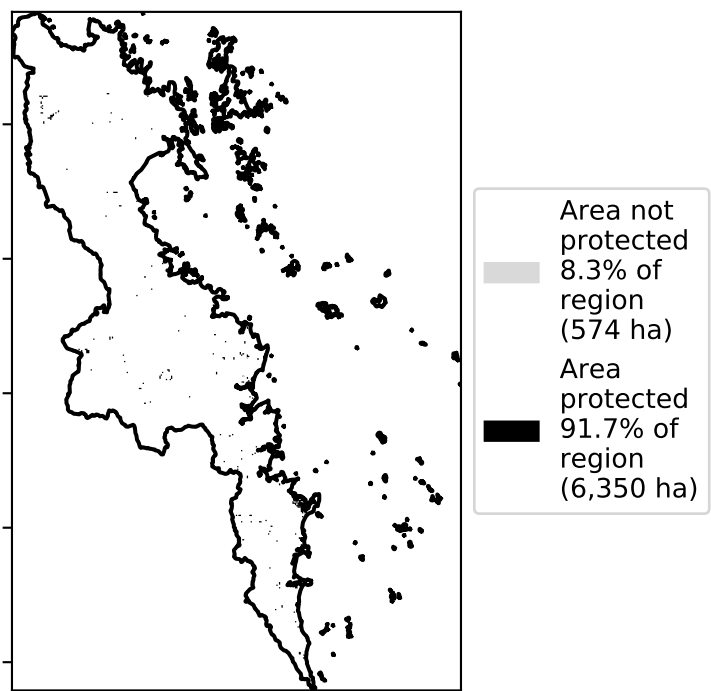 Area not
protected
8.3% of
region
(574 ha)
Area
protected
91.7% of
region
(6,350 ha)